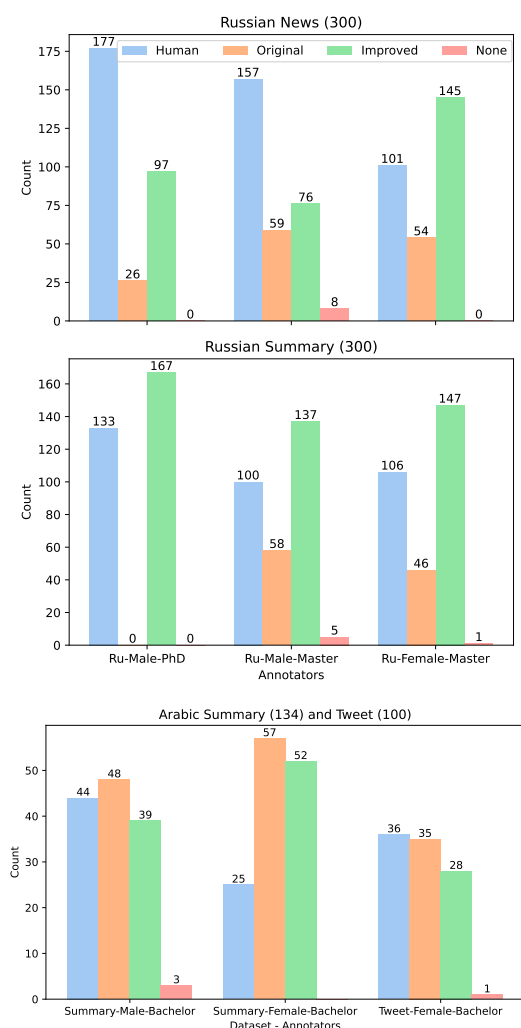 Russian News (300)
Human Original Improved None
Count
175
150
125
100
75
50
25
0
177 26 97 0
157 59 76 8
101 54 145 0
Russian Summary (300)
Count
160
140
120
100
80
60
40
20
0
133 0 167 0
100 58 137 5
106 46 147 1
Ru-Male-PhD Ru-Male-Master Ru-Female-Master
Annotators
Arabic Summary (134) and Tweet (100)
Count
50
40
30
20
10
0
44 48 39 3
25 57 52
36 35 28 1
Summary-Male-Bachelor Summary-Female-Bachelor Tweet-Female-Bachelor
Dataset - Annotators